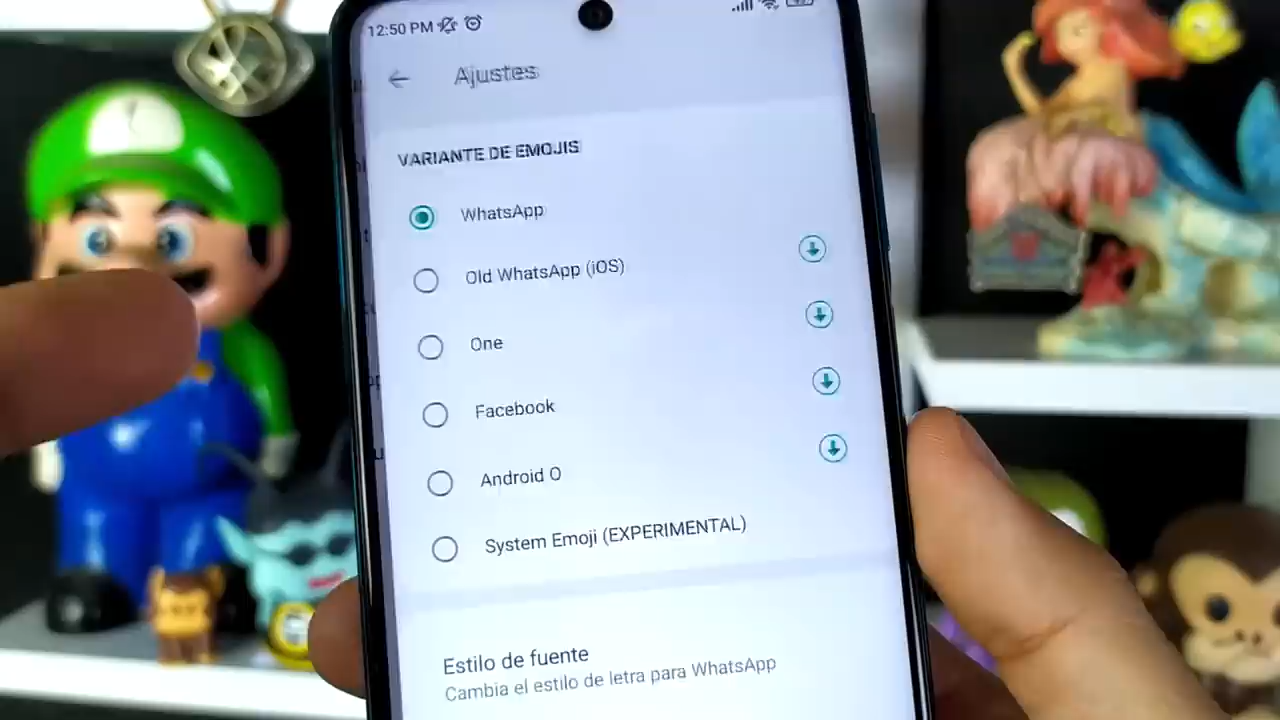 12:50 PM
Ajustes
VARIANTE DE EMOJIS
WhatsApp
Old WhatsApp (iOS)
One
Facebook
Android O
System Emoji (EXPERIMENTAL)
Estilo de fuente
Cambia el estilo de letra para WhatsApp